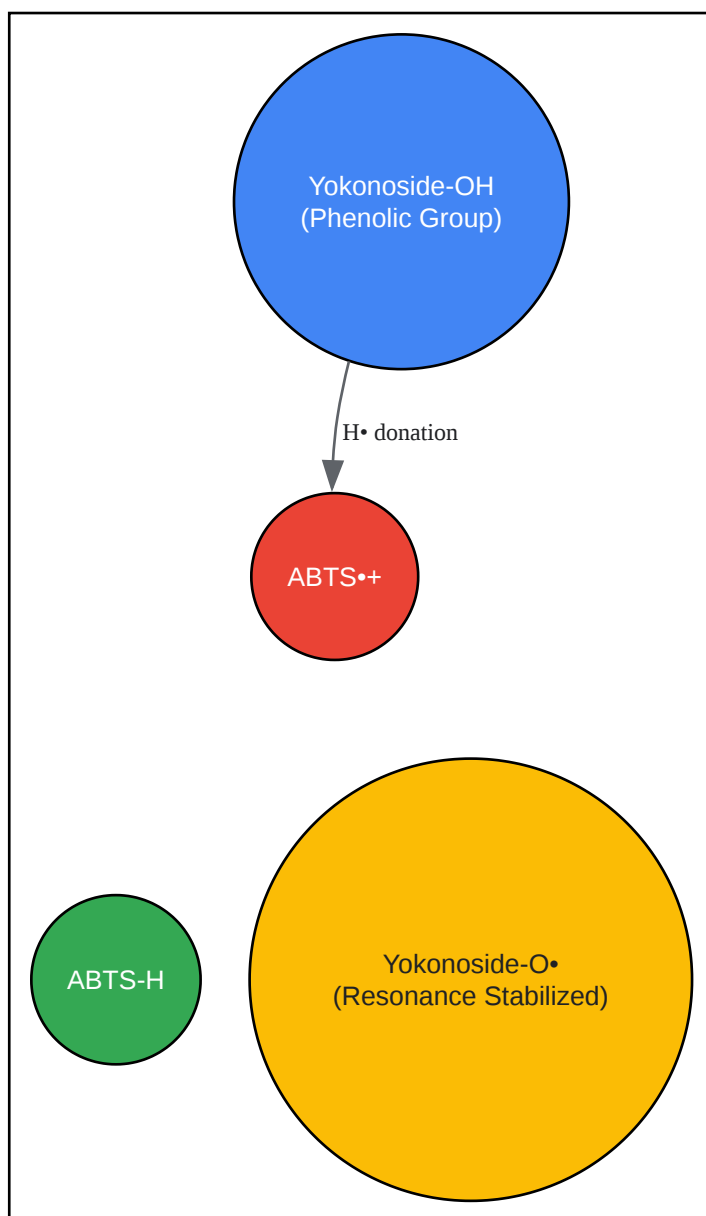 Yokonoside-OH
(Phenolic Group)
H• donation
ABTS•+
ABTS-H
Yokonoside-O•
(Resonance Stabilized)